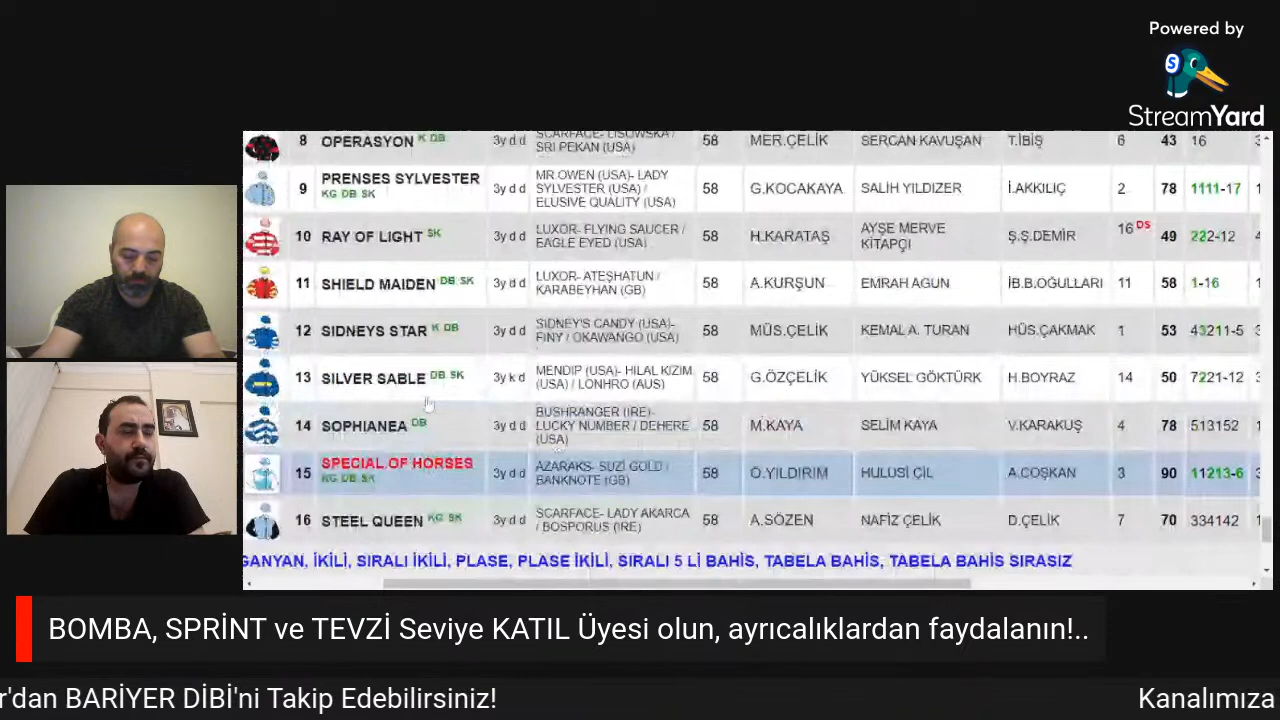 Powered by
StreamYard
8 OPERASYON K DB 3y d d SCARFACE- LISOWSKA / SRI PEKAN (USA) 58 MER.ÇELİK SERCAN KAVUŞAN T.İBİŞ 6 43 16
9 PRENSES SYLVESTER KG DB SK 3y d d MR.OWEN (USA)- LADY SYLVESTER (USA) / ELUSIVE QUALITY (USA) 58 G.KOCAKAYA SALİH YILDIZER İ.AKKILIÇ 2 78 1111-17
10 RAY OF LIGHT SK 3y d d LUXOR- FLYING SAUCER / EAGLE EYED (USA) 58 H.KARATAŞ AYŞE MERVE KİTAPÇI Ş.Ş.DEMİR 16 DS 49 222-12
11 SHIELD MAIDEN DB SK 3y d d LUXOR- ATEŞHATUN / KARABEYHAN (GB) 58 A.KURŞUN EMRAH AGUN İB.B.OĞULLARI 11 58 1-16
12 SIDNEYS STAR K DB 3y d d SIDNEY'S CANDY (USA)- FINY / OKAWANGO (USA) 58 MÜS.ÇELİK KEMAL A. TURAN HÜS.ÇAKMAK 1 53 43211-5
13 SILVER SABLE DB SK 3y k d MENDIP (USA)- HILAL KIZIM (USA) / LONHRO (AUS) 58 G.ÖZÇELİK YÜKSEL GÖKTÜRK H.BOYRAZ 14 50 7221-12
14 SOPHIANEA DB 3y d d BUSHRANGER (IRE)- LUCKY NUMBER / DEHERE (USA) 58 M.KAYA SELİM KAYA V.KARAKUŞ 4 78 513152
15 SPECIAL OF HORSES KG DB SK 3y d d AZARAKS- SUZİ GOLD / BANKNOTE (GB) 58 Ö.YILDIRIM HULUSİ ÇİL A.COŞKAN 3 90 11213-6
16 STEEL QUEEN KG SK 3y d d SCARFACE- LADY AKARCA / BOSPORUS (IRE) 58 A.SÖZEN NAFİZ ÇELİK D.ÇELİK 7 70 334142
GANYAN, İKİLİ, SIRALI İKİLİ, PLASE, PLASE İKİLİ, SIRALI 5 Lİ BAHİS, TABELA BAHİS, TABELA BAHİS SIRASIZ
BOMBA, SPRİNT ve TEVZİ Seviye KATIL Üyesi olun, ayrıcalıklardan faydalanın!..
r'dan BARİYER DİBİ'ni Takip Edebilirsiniz! Kanalımıza